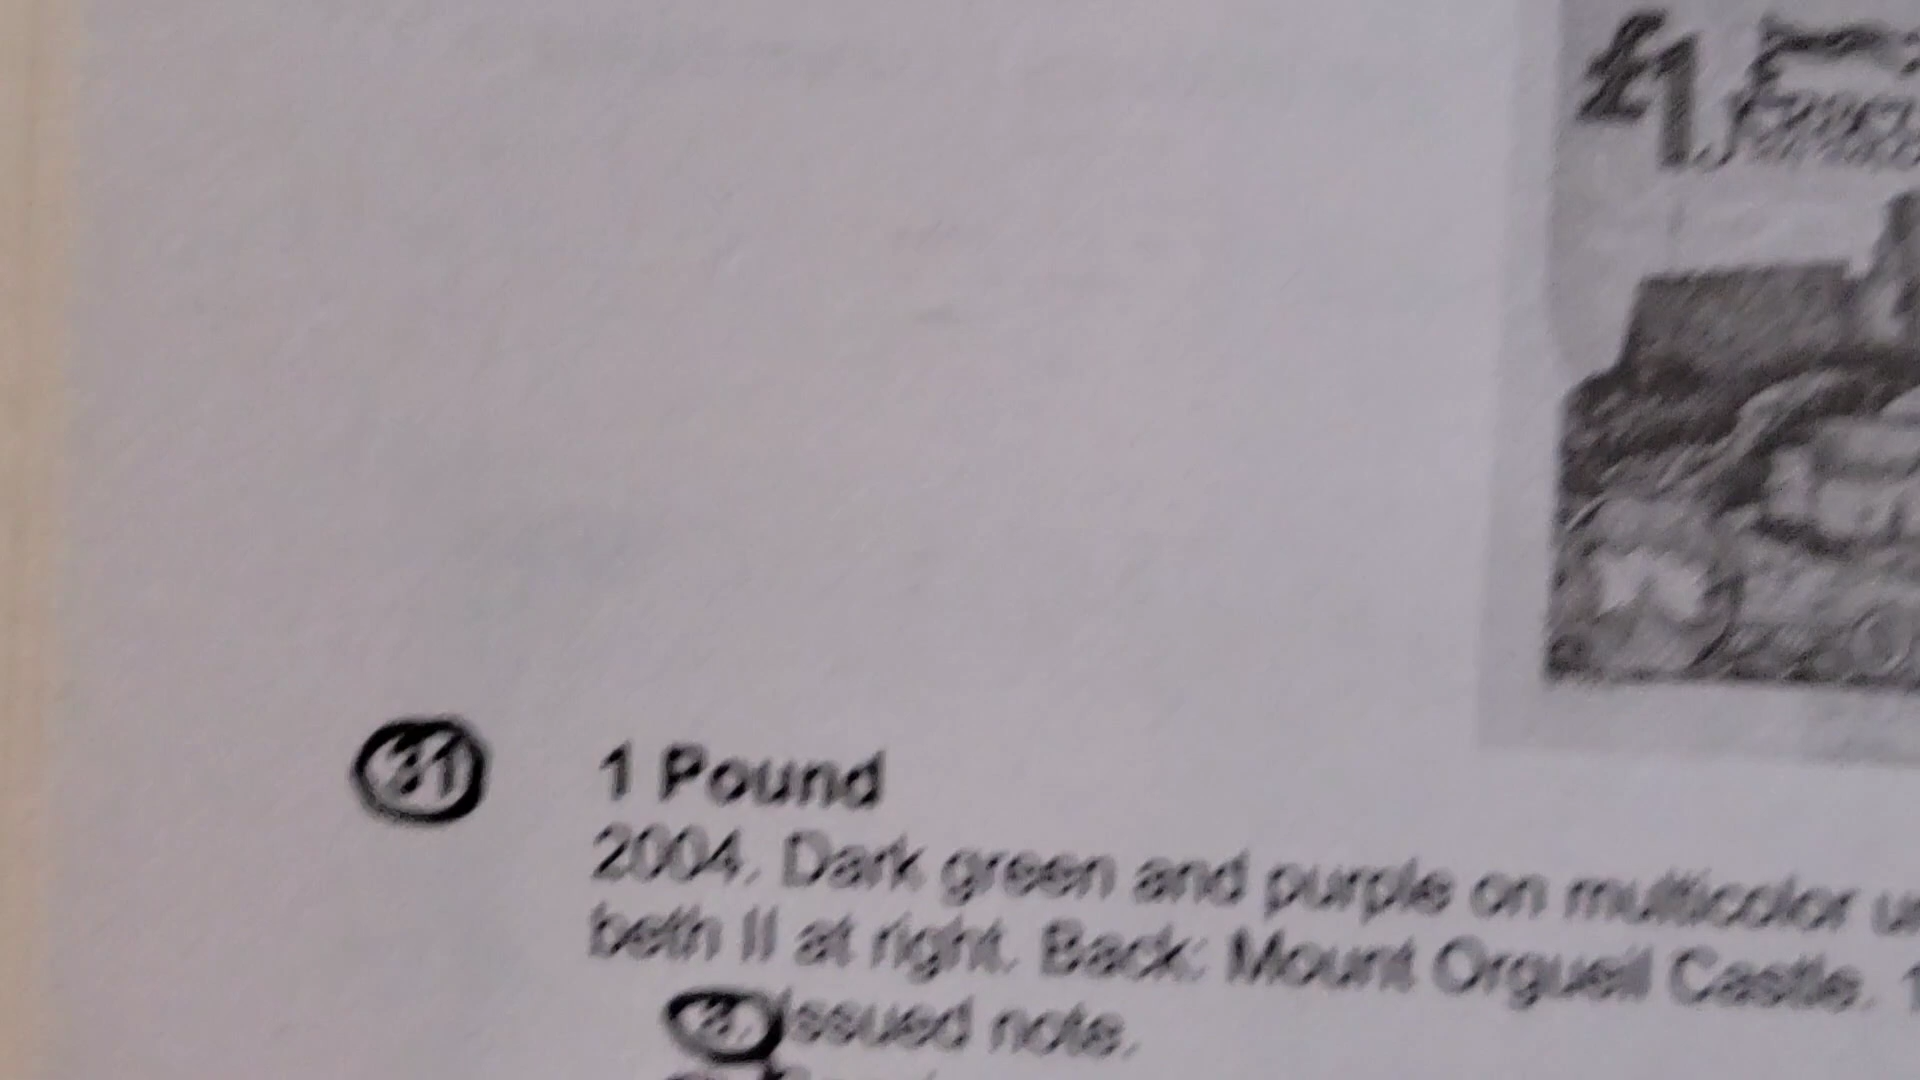 £1
31 1 Pound
2004. Dark green and purple on multicolor
beth II at right. Back: Mount Orgueil Castle. 1
a. Issued note.